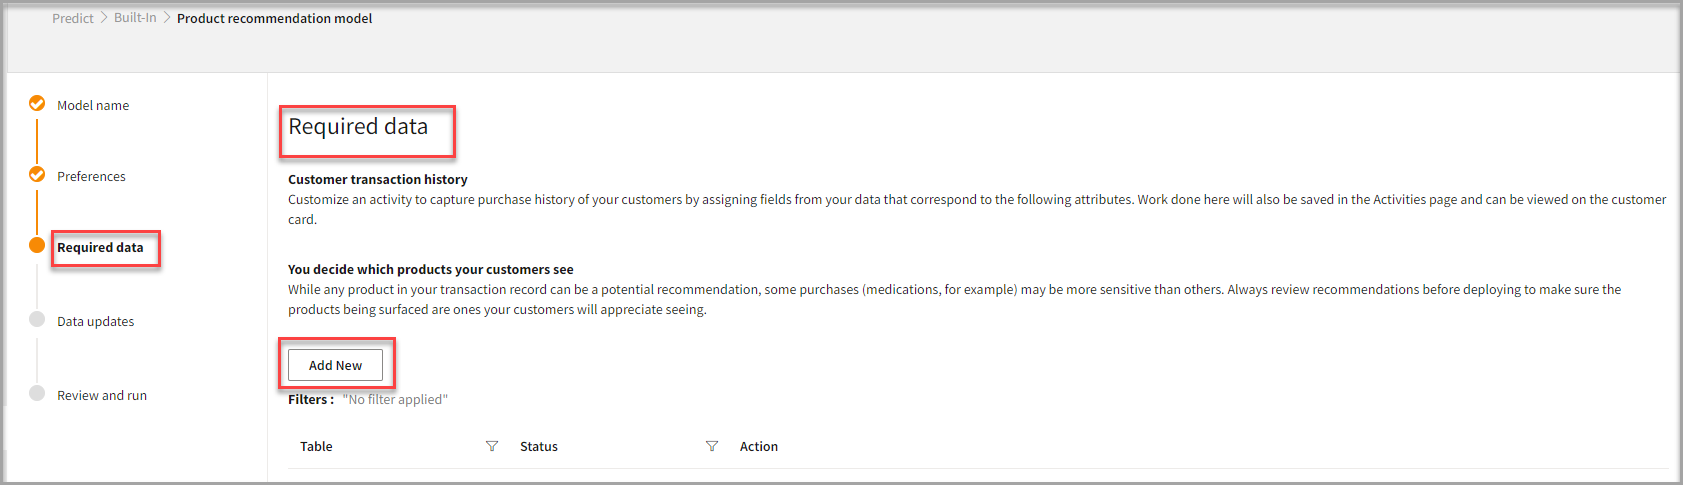 Predict > Built-In > Product recommendation model
Model name
Preferences
Required data
Data updates
Review and run
Required data
Customer transaction history
Customize an activity to capture purchase history of your customers by assigning fields from your data that correspond to the following attributes. Work done here will also be saved in the Activities page and can be viewed on the customer
card.
You decide which products your customers see
While any product in your transaction record can be a potential recommendation, some purchases (medications, for example) may be more sensitive than others. Always review recommendations before deploying to make sure the
products being surfaced are ones your customers will appreciate seeing.
Add New
Filters : "No filter applied"
Table Status Action